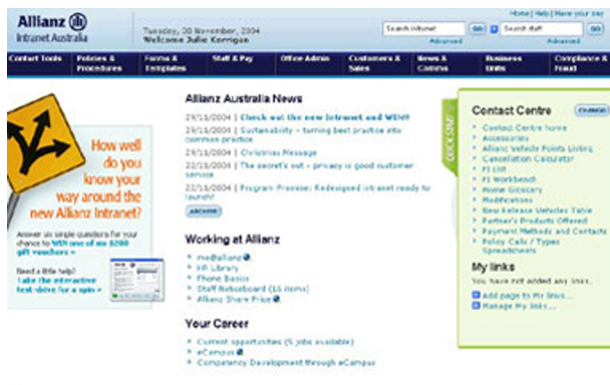 Allianz
Intranet Australia
Tuesday, 30 November, 2004
Welcome Julie Kerrigan
Home | Help | Have your say
Search intranet GO Search staff GO
Advanced Advanced
Contact Tools
Policies & Procedures
Forms & Templates
Staff & Pay
Office Admin
Customers & Sales
News & Comms
Business Units
Compliance & Fraud
How well
do you
know your
way around the
new Allianz Intranet?
Answer six simple questions for your
chance to WIN one of six $200
gift vouchers »
Need a little help?
Take the interactive
test-drive for a spin »
Allianz Australia News
29/11/2004 | Check out the new Intranet and WIN!!
29/11/2004 | Sustainability - turning best practice into
common practice
29/11/2004 | Christmas Message
22/11/2004 | The secret's out - privacy is good customer
service
22/11/2004 | Program Promise: Redesigned intranet ready to
launch!
ARCHIVE
Working at Allianz
me@allianz
HR Library
Phone Basics
Staff Noticeboard (16 items)
Allianz Share Price
Your Career
Current opportunities (5 jobs available)
eCampus
Competency Development through eCampus
QUICK START
Contact Centre CHANGE
Contact Centre home
Accessories
Allianz Vehicle Points Listing
Cancellation Calculator
FI List
FI Workbench
Home Glossary
Modifications
New Release Vehicles Table
Partner's Products Offered
Payment Methods and Contacts
Policy Calls / Types
Spreadsheets
My links
You have not added any links.
Add page to My links...
Manage My links...